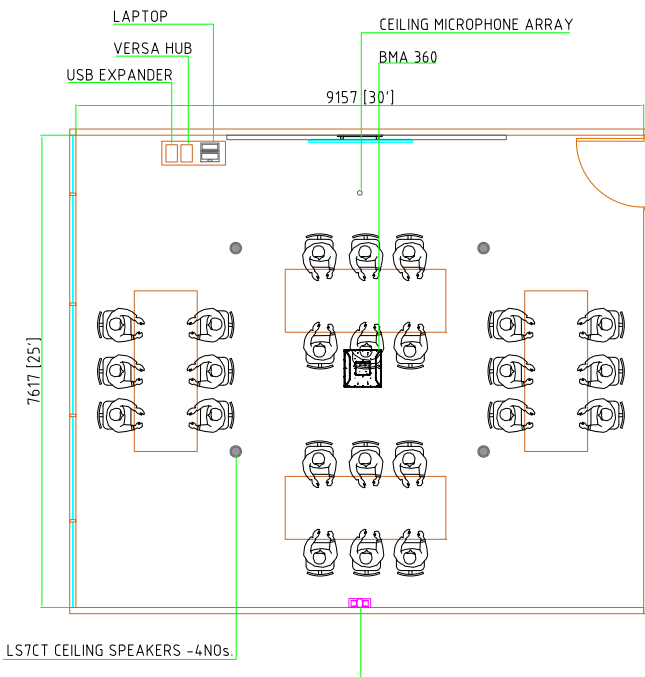 LAPTOP
CEILING MICROPHONE ARRAY
VERSA HUB
BMA 360
USB EXPANDER
9157 [30']
7617 [25']
LS7CT CEILING SPEAKERS -4NOs.